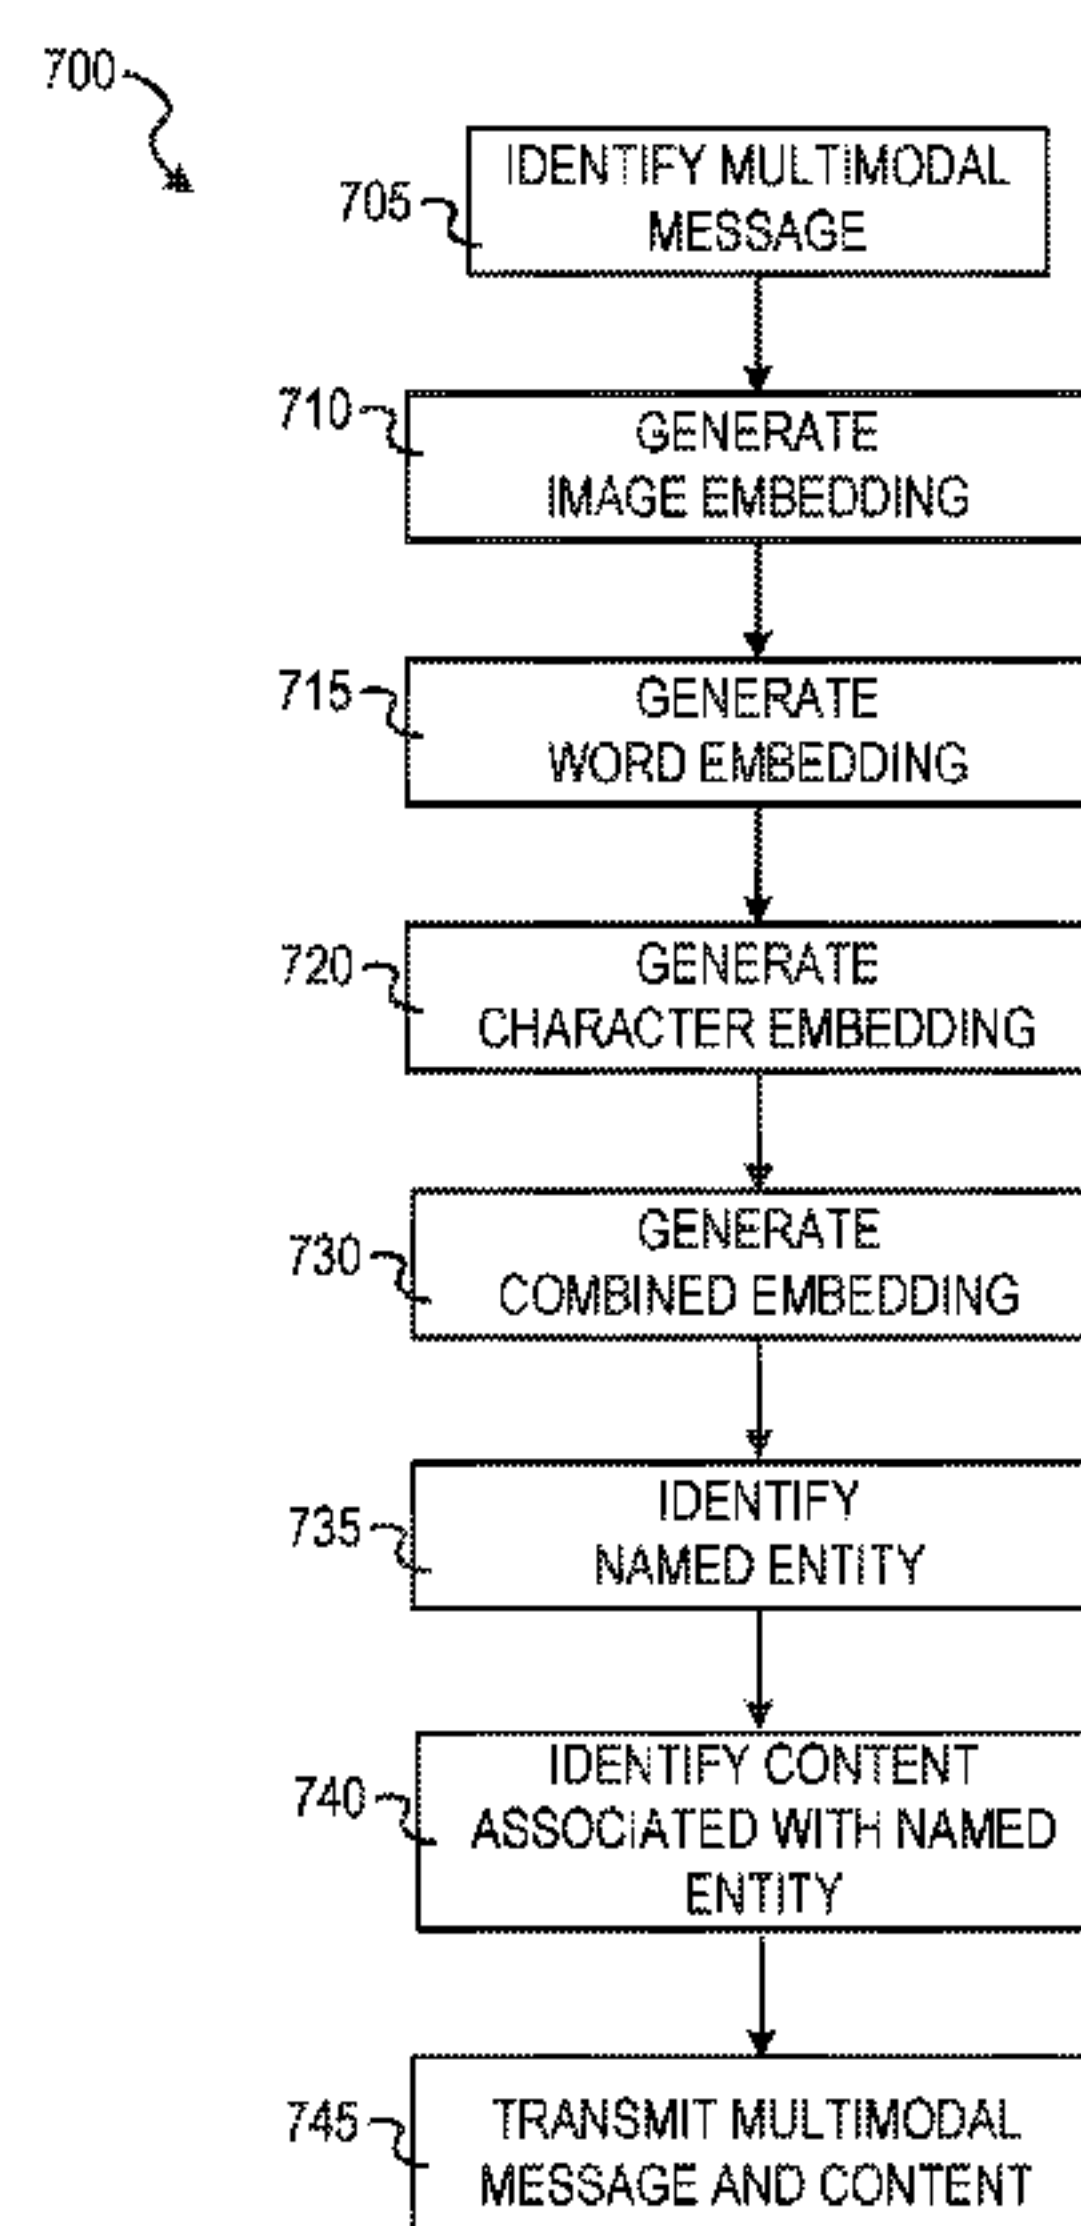 700
705
IDENTIFY MULTIMODAL
MESSAGE
710
GENERATE
IMAGE EMBEDDING
715
GENERATE
WORD EMBEDDING
720
GENERATE
CHARACTER EMBEDDING
730
GENERATE
COMBINED EMBEDDING
735
IDENTIFY
NAMED ENTITY
740
IDENTIFY CONTENT
ASSOCIATED WITH NAMED
ENTITY
745
TRANSMIT MULTIMODAL
MESSAGE AND CONTENT